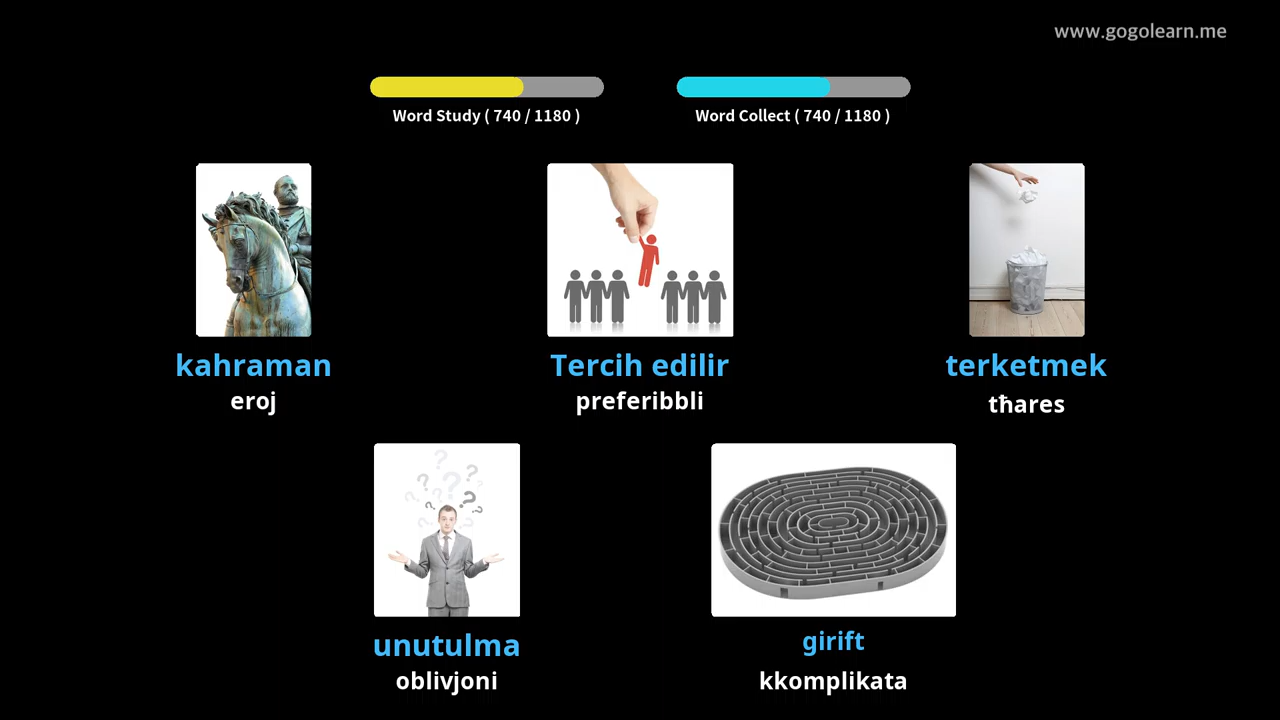 www.gogolearn.me
Word Study ( 740 / 1180 )
Word Collect ( 740 / 1180 )
kahraman
eroj
Tercih edilir
preferibbli
terketmek
tħares
unutulma
oblivjoni
girift
kkomplikata